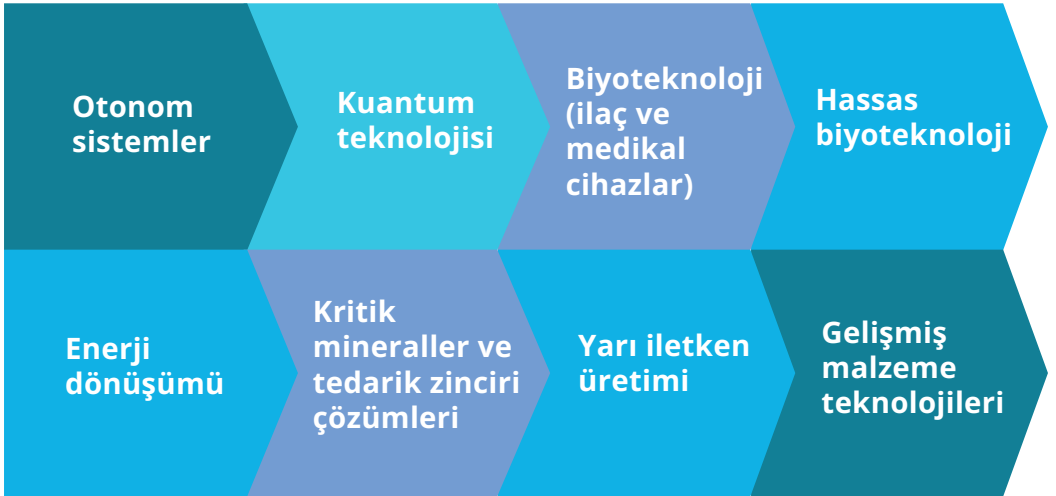 Otonom
sistemler
Kuantum
teknolojisi
Biyoteknoloji
(ilaç ve
medikal
cihazlar)
Hassas
biyoteknoloji
Enerji
dönüşümü
Kritik
mineraller ve
tedarik zinciri
çözümleri
Yarı iletken
üretimi
Gelişmiş
malzeme
teknolojileri